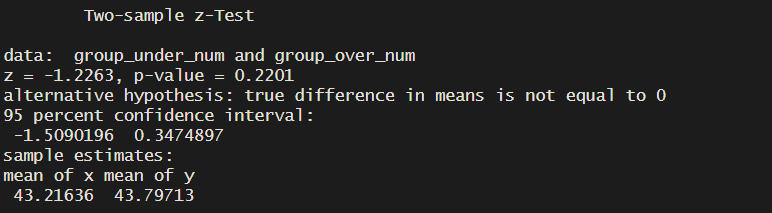 Two-sample z-Test
data:  group_under_num and group_over_num
z = -1.2263, p-value = 0.2201
alternative hypothesis: true difference in means is not equal to 0
95 percent confidence interval:
 -1.5090196  0.3474897
sample estimates:
mean of x mean of y
 43.21636  43.79713